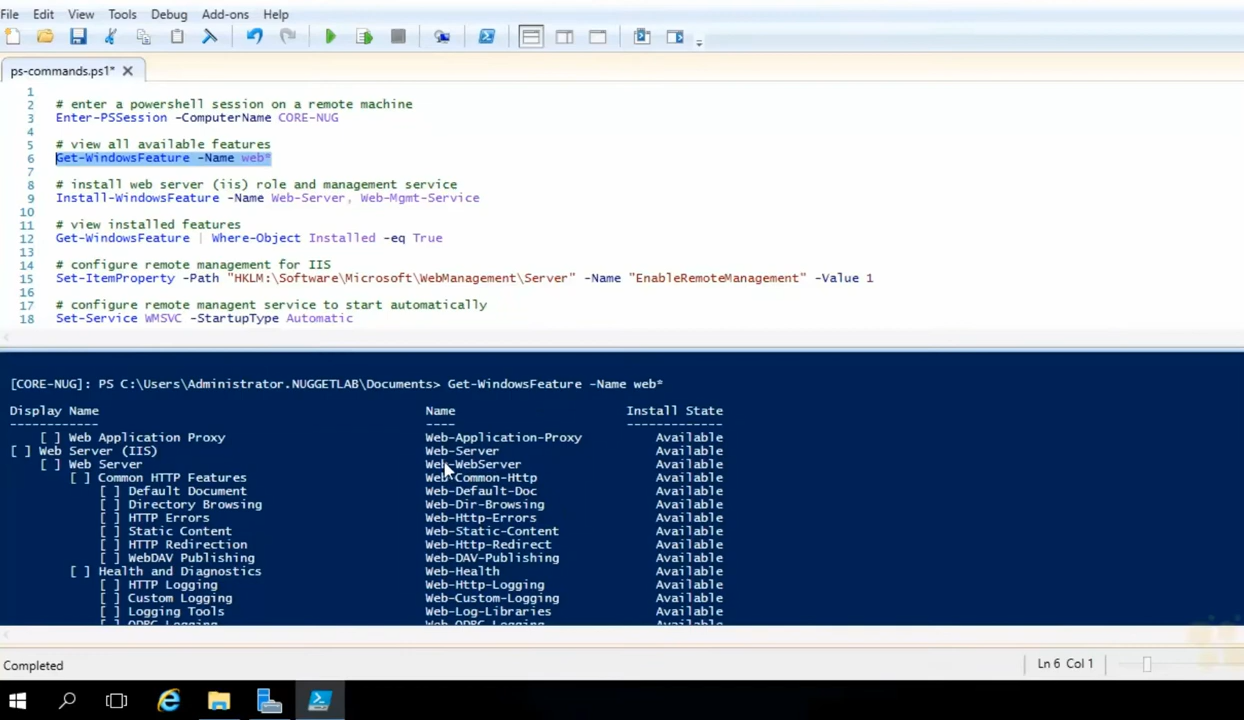 File Edit View Tools Debug Add-ons Help
ps-commands.ps1*
1
2 # enter a powershell session on a remote machine
3 Enter-PSSession -ComputerName CORE-NUG
4
5 # view all available features
6 Get-WindowsFeature -Name web*
7
8 # install web server (iis) role and management service
9 Install-WindowsFeature -Name Web-Server, Web-Mgmt-Service
10
11 # view installed features
12 Get-WindowsFeature | Where-Object Installed -eq True
13
14 # configure remote management for IIS
15 Set-ItemProperty -Path "HKLM:\Software\Microsoft\WebManagement\Server" -Name "EnableRemoteManagement" -Value 1
16
17 # configure remote managent service to start automatically
18 Set-Service WMSVC -StartupType Automatic
[CORE-NUG]: PS C:\Users\Administrator.NUGGETLAB\Documents> Get-WindowsFeature -Name web*
Display Name Name Install State
------------ ---- -------------
[ ] Web Application Proxy Web-Application-Proxy Available
[ ] Web Server (IIS) Web-Server Available
[ ] Web Server Web-WebServer Available
[ ] Common HTTP Features Web-Common-Http Available
[ ] Default Document Web-Default-Doc Available
[ ] Directory Browsing Web-Dir-Browsing Available
[ ] HTTP Errors Web-Http-Errors Available
[ ] Static Content Web-Static-Content Available
[ ] HTTP Redirection Web-Http-Redirect Available
[ ] WebDAV Publishing Web-DAV-Publishing Available
[ ] Health and Diagnostics Web-Health Available
[ ] HTTP Logging Web-Http-Logging Available
[ ] Custom Logging Web-Custom-Logging Available
[ ] Logging Tools Web-Log-Libraries Available
[ ] ODBC Logging Web-ODBC-Logging Available
Completed
Ln 6 Col 1